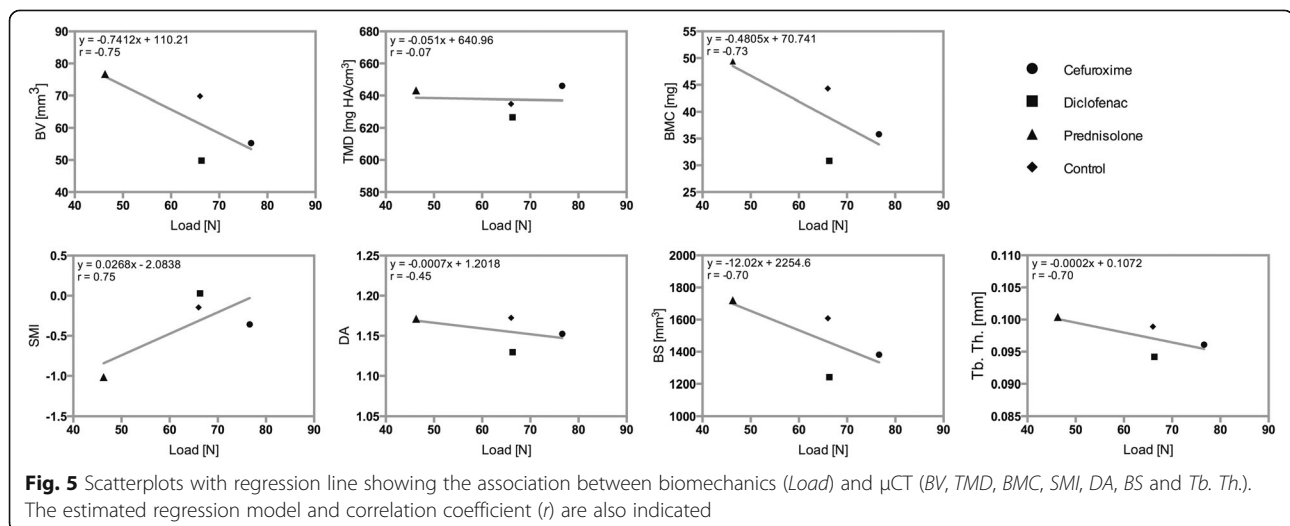 y = -0.7412x + 110.21
r = -0.75
BV [mm³]
90
80
70
60
50
40
40 50 60 70 80 90
Load [N]
y = -0.051x + 640.96
r = -0.07
TMD [mg HA/cm³]
680
660
640
620
600
580
40 50 60 70 80 90
Load [N]
y = -0.4805x + 70.741
r = -0.73
BMC [mg]
55
50
45
40
35
30
25
40 50 60 70 80 90
Load [N]
Cefuroxime
Diclofenac
Prednisolone
Control
y = 0.0268x - 2.0838
r = 0.75
SMI
0.5
0.0
-0.5
-1.0
-1.5
40 50 60 70 80 90
Load [N]
y = -0.0007x + 1.2018
r = -0.45
DA
1.25
1.20
1.15
1.10
1.05
40 50 60 70 80 90
Load [N]
y = -12.02x + 2254.6
r = -0.70
BS [mm³]
2000
1800
1600
1400
1200
1000
40 50 60 70 80 90
Load [N]
y = -0.0002x + 0.1072
r = -0.70
Tb. Th. [mm]
0.110
0.105
0.100
0.095
0.090
0.085
40 50 60 70 80 90
Load [N]
Fig. 5 Scatterplots with regression line showing the association between biomechanics (Load) and μCT (BV, TMD, BMC, SMI, DA, BS and Tb. Th.).
The estimated regression model and correlation coefficient (r) are also indicated